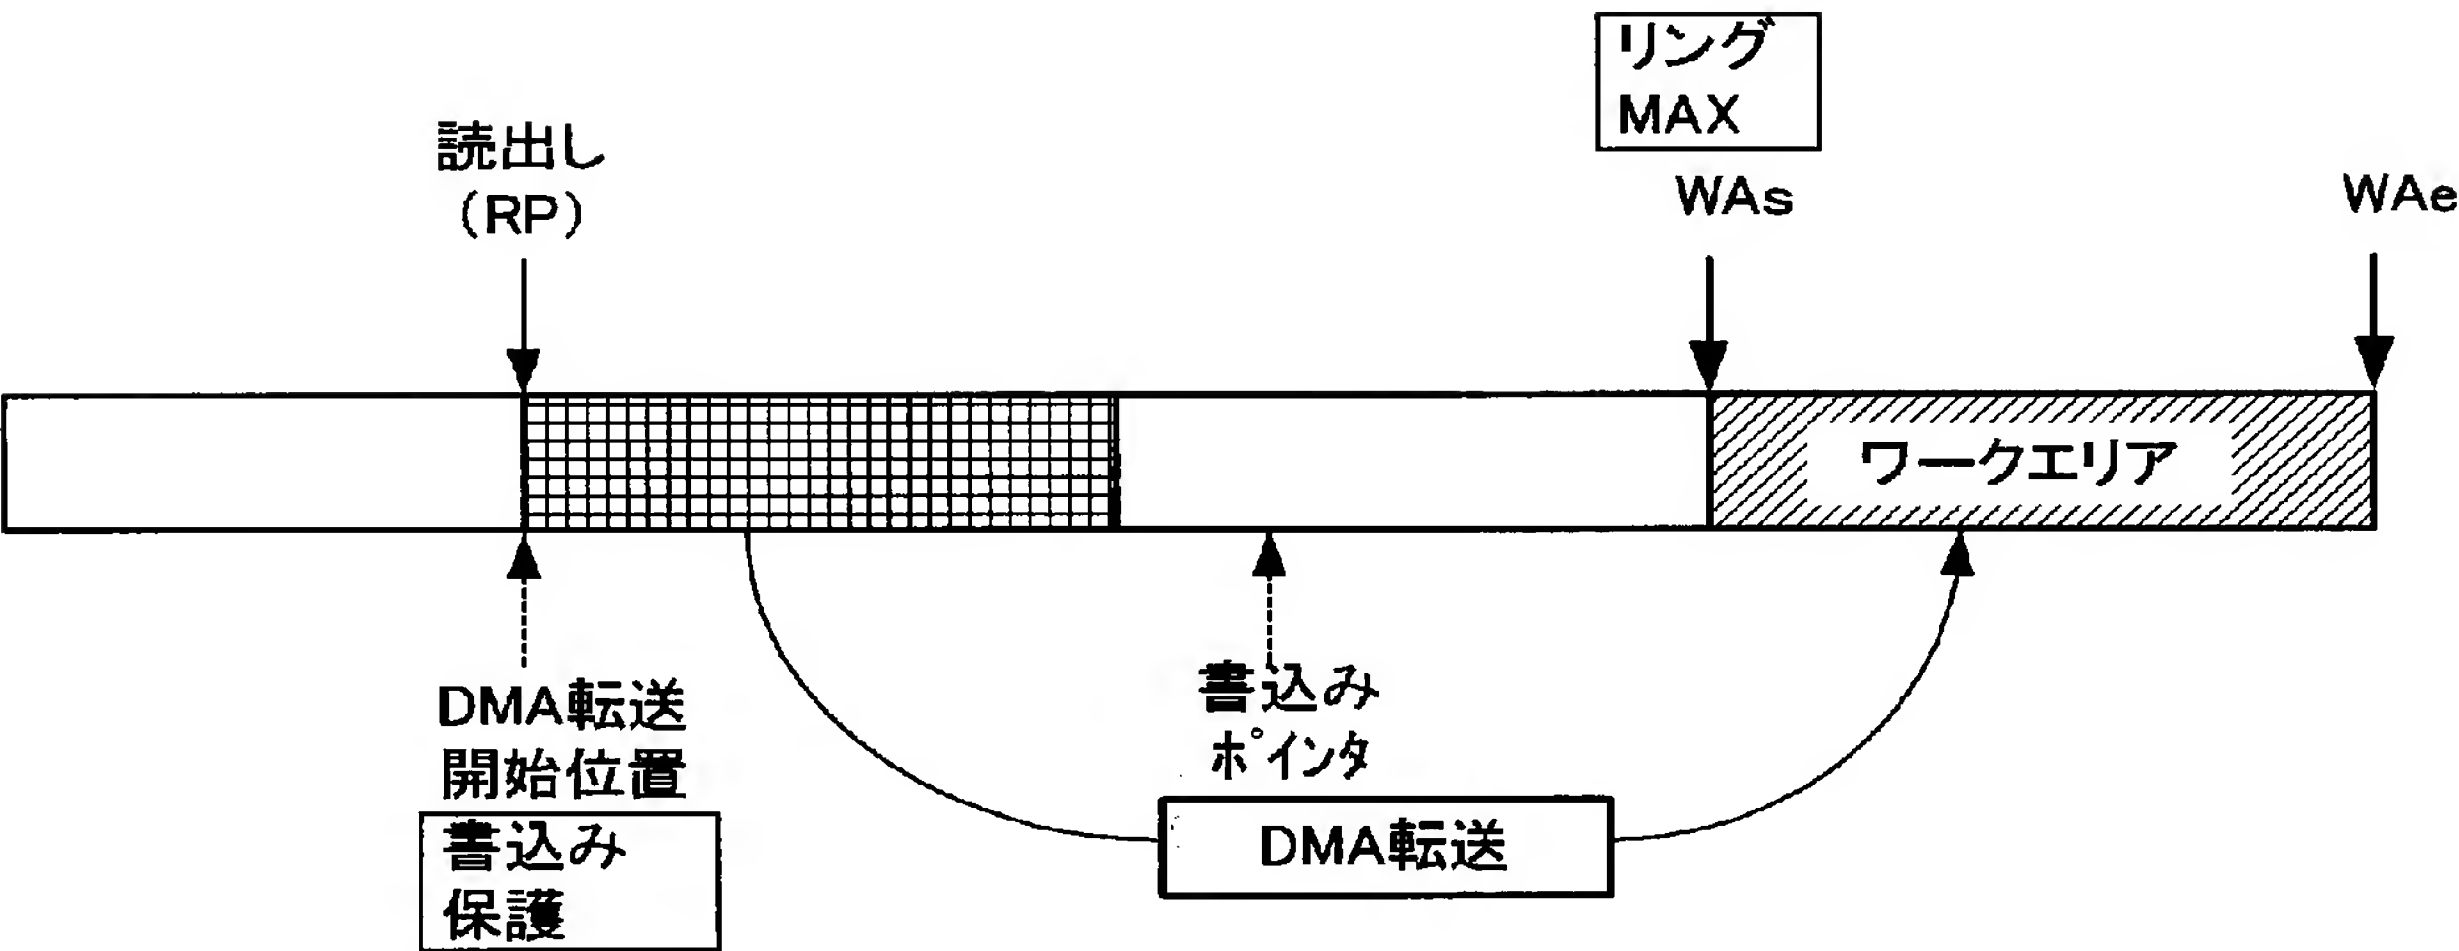 リング
MAX
読出し
(RP)
WAs
WAe
ワークエリア
DMA転送
開始位置
書込み
保護
書込み
ポインタ
DMA転送